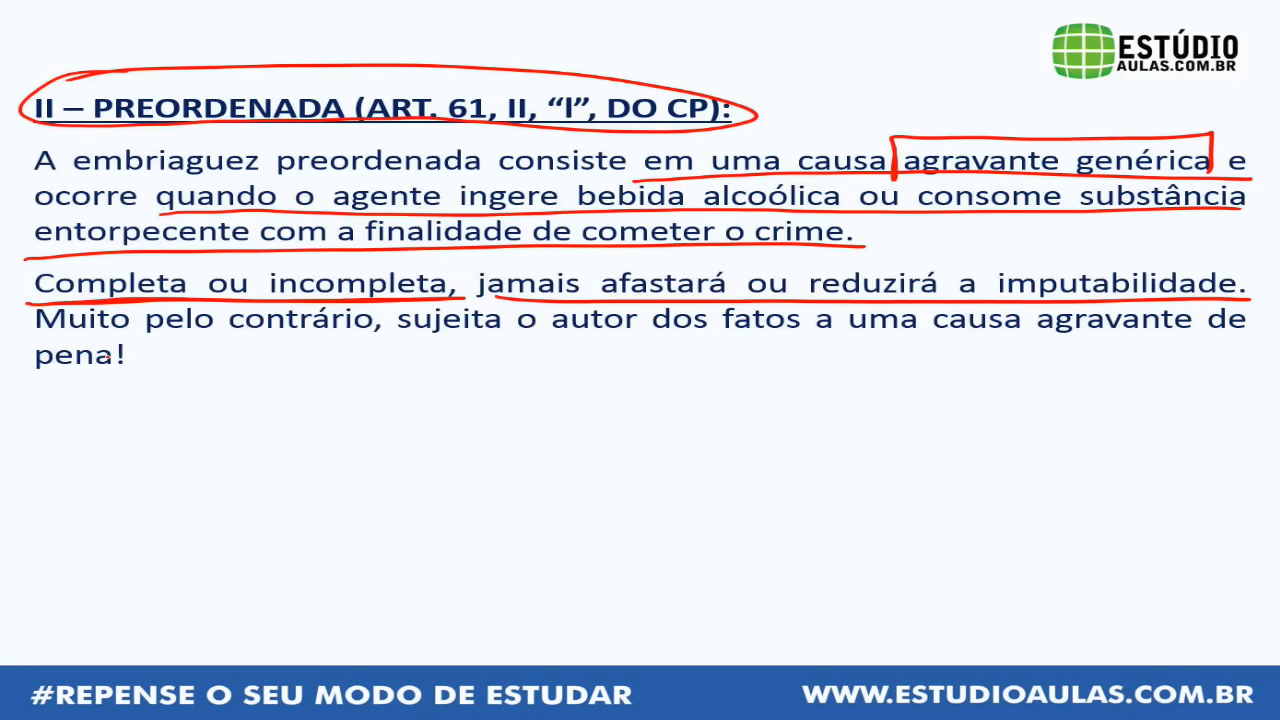 ESTÚDIO
AULAS.COM.BR
II – PREORDENADA (ART. 61, II, “l”, DO CP):
A embriaguez preordenada consiste em uma causa agravante genérica e
ocorre quando o agente ingere bebida alcoólica ou consome substância
entorpecente com a finalidade de cometer o crime.
Completa ou incompleta, jamais afastará ou reduzirá a imputabilidade.
Muito pelo contrário, sujeita o autor dos fatos a uma causa agravante de
pena!
#REPENSE O SEU MODO DE ESTUDAR
WWW.ESTUDIOAULAS.COM.BR